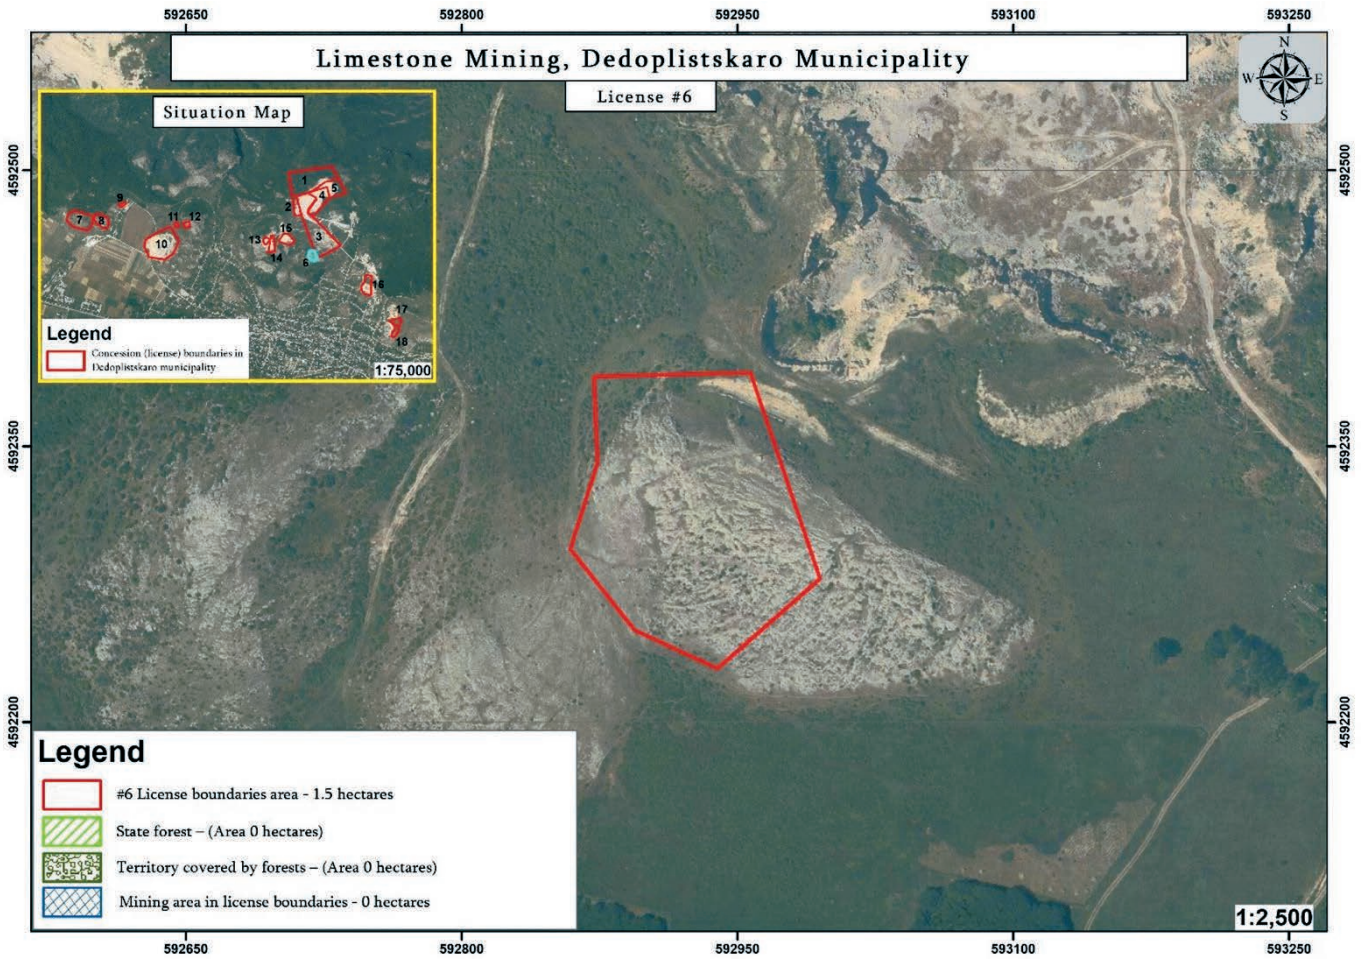 592650 592800 592950 593100 593250
Limestone Mining, Dedoplistskaro Municipality
License #6
N
W E
S
Situation Map
1
5
4
2
9
7 8
11 12
10
3
13 16
14
6
16
17
18
Legend
Concession (license) boundaries in
Dedoplistskaro municipality
1:75,000
4592500 4592500
4592350 4592350
4592200 4592200
Legend
#6 License boundaries area - 1.5 hectares
State forest – (Area 0 hectares)
Territory covered by forests – (Area 0 hectares)
Mining area in license boundaries - 0 hectares
1:2,500
592650 592800 592950 593100 593250